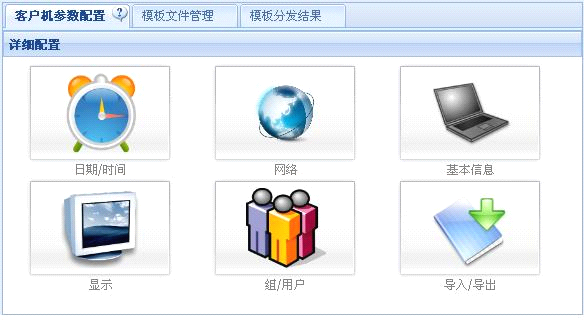 客户机参数配置 ? 模板文件管理 模板分发结果
详细配置
日期/时间 网络 基本信息
显示 组/用户 导入/导出